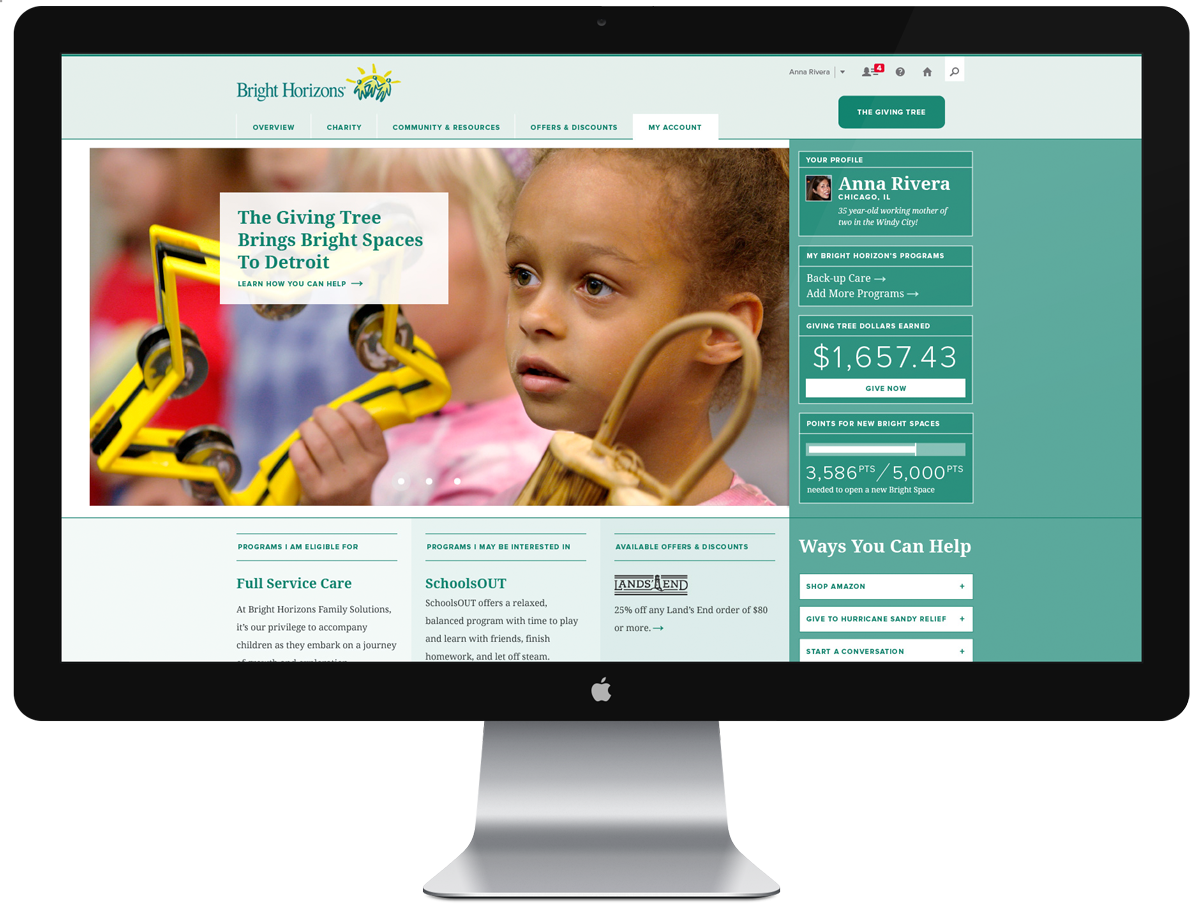 Bright Horizons
Anna Rivera
4
?
THE GIVING TREE
OVERVIEW
CHARITY
COMMUNITY & RESOURCES
OFFERS & DISCOUNTS
MY ACCOUNT
The Giving Tree
Brings Bright Spaces
To Detroit
LEARN HOW YOU CAN HELP →
YOUR PROFILE
Anna Rivera
CHICAGO, IL
35 year-old working mother of
two in the Windy City!
MY BRIGHT HORIZON'S PROGRAMS
Back-up Care →
Add More Programs →
GIVING TREE DOLLARS EARNED
$1,657.43
GIVE NOW
POINTS FOR NEW BRIGHT SPACES
3,586 PTS / 5,000 PTS
needed to open a new Bright Space
PROGRAMS I AM ELIGIBLE FOR
Full Service Care
At Bright Horizons Family Solutions,
it's our privilege to accompany
children as they embark on a journey
of growth and exploration
PROGRAMS I MAY BE INTERESTED IN
SchoolsOUT
SchoolsOUT offers a relaxed,
balanced program with time to play
and learn with friends, finish
homework, and let off steam.
AVAILABLE OFFERS & DISCOUNTS
LANDS' END
25% off any Land's End order of $80
or more. →
Ways You Can Help
SHOP AMAZON +
GIVE TO HURRICANE SANDY RELIEF +
START A CONVERSATION +